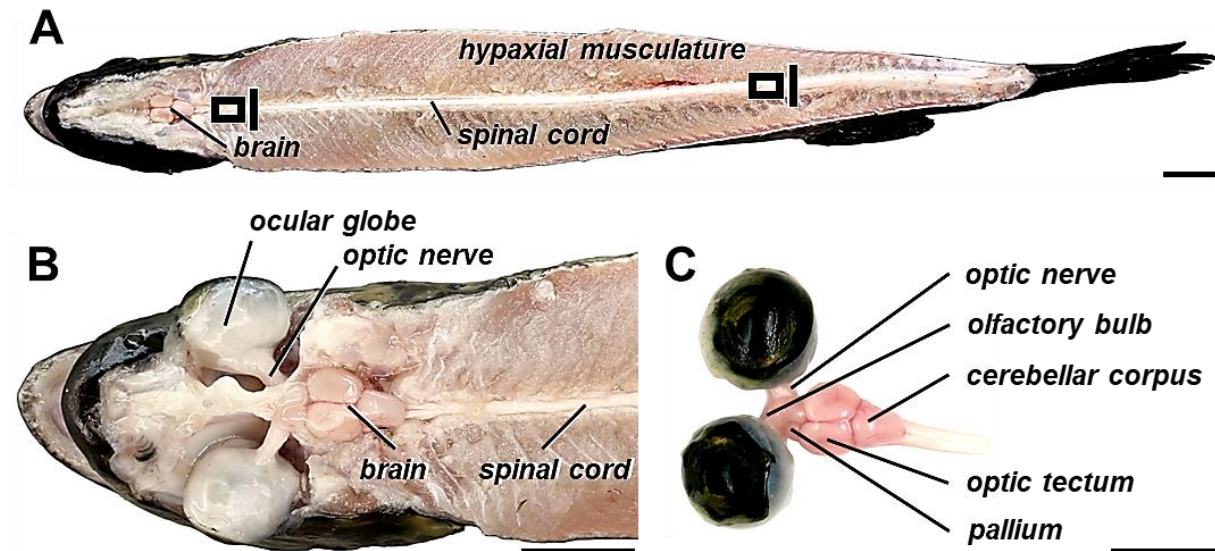 A
hypaxial musculature
brain
spinal cord
B
ocular globe
optic nerve
brain
spinal cord
C
optic nerve
olfactory bulb
cerebellar corpus
optic tectum
pallium